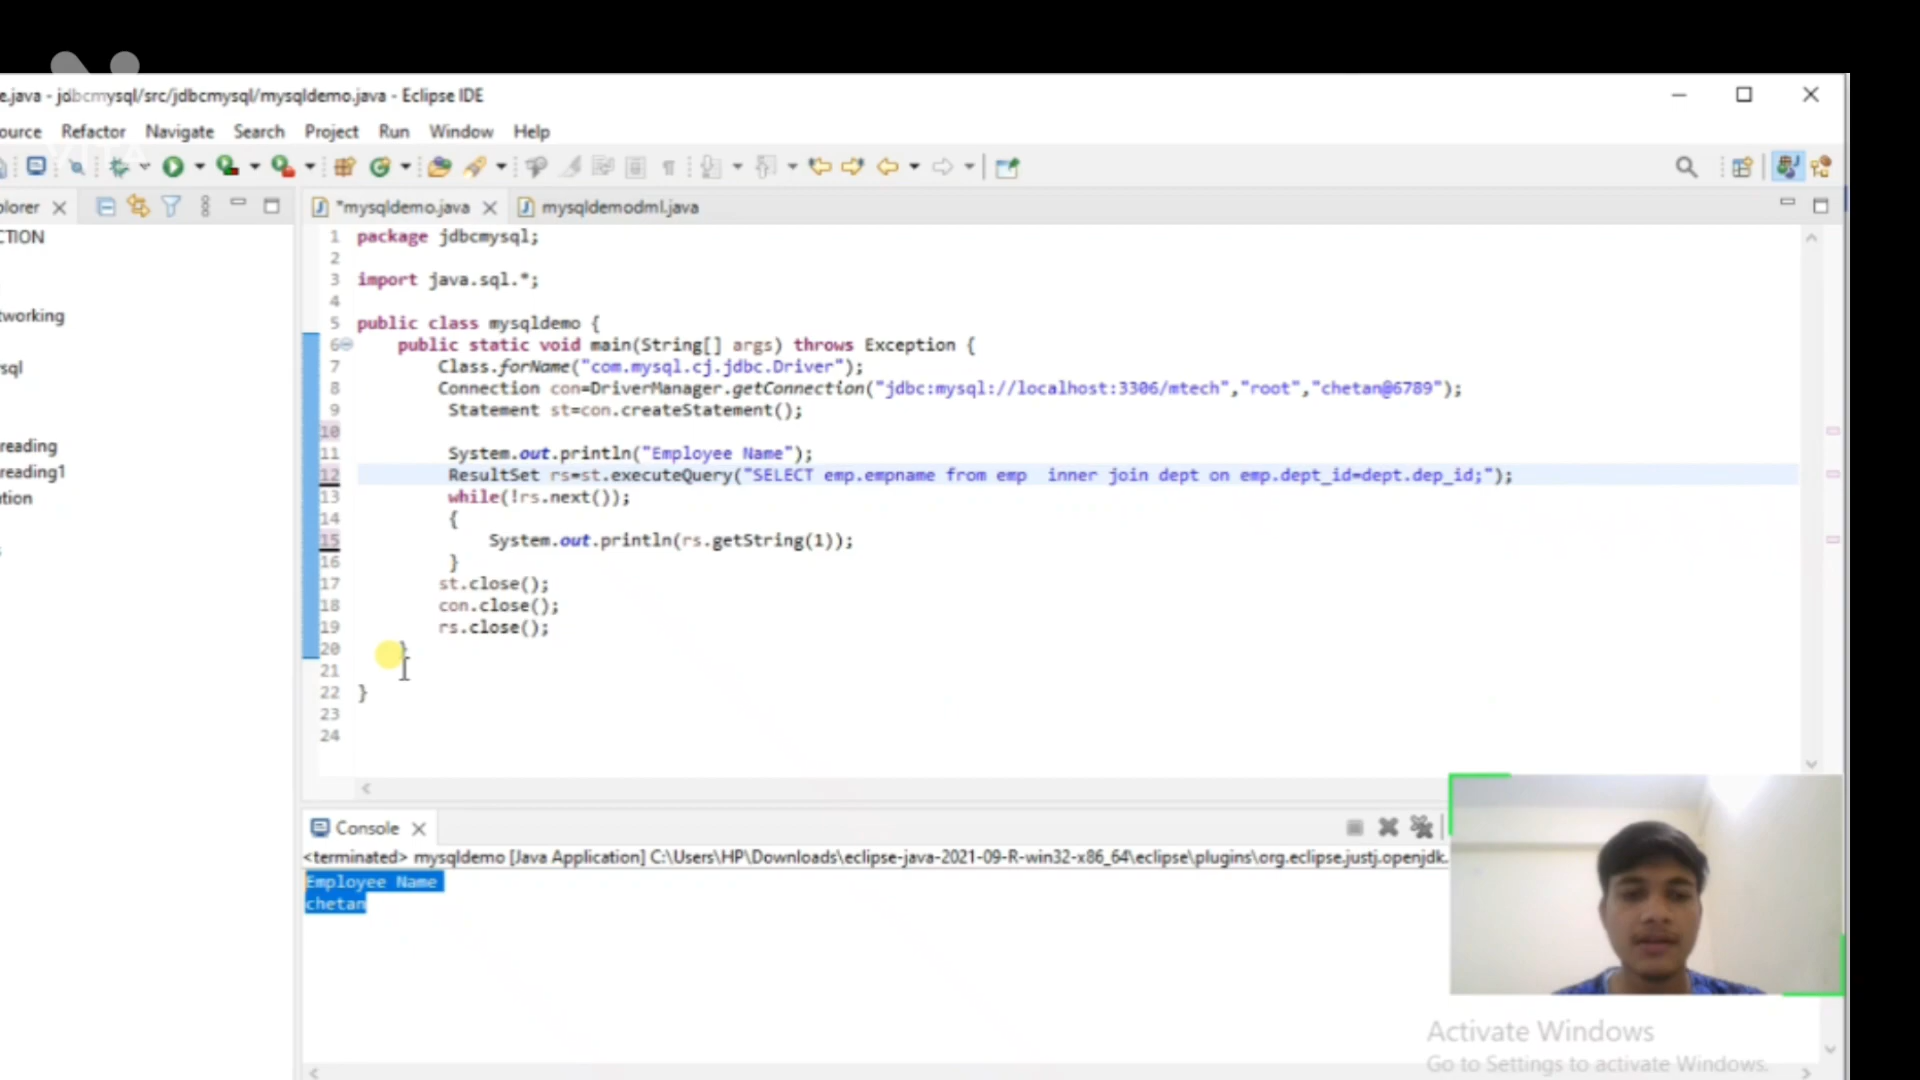 e.java - jdbcmysql/src/jdbcmysql/mysqldemo.java - Eclipse IDE
ource Refactor Navigate Search Project Run Window Help
VITA
plorer
*mysqldemo.java
mysqldemodml.java
CTION
tworking
sql
reading
reading1
tion
1 package jdbcmysql;
2
3 import java.sql.*;
4
5 public class mysqldemo {
6 public static void main(String[] args) throws Exception {
7 Class.forName("com.mysql.cj.jdbc.Driver");
8 Connection con=DriverManager.getConnection("jdbc:mysql://localhost:3306/mtech","root","chetan@6789");
9 Statement st=con.createStatement();
10
11 System.out.println("Employee Name");
12 ResultSet rs=st.executeQuery("SELECT emp.empname from emp  inner join dept on emp.dept_id=dept.dep_id;");
13 while(!rs.next());
14 {
15 System.out.println(rs.getString(1));
16 }
17 st.close();
18 con.close();
19 rs.close();
20 }
21
22 }
23
24
Console
<terminated> mysqldemo [Java Application] C:\Users\HP\Downloads\eclipse-java-2021-09-R-win32-x86_64\eclipse\plugins\org.eclipse.justj.openjdk.
Employee Name
chetan
Activate Windows
Go to Settings to activate Windows.